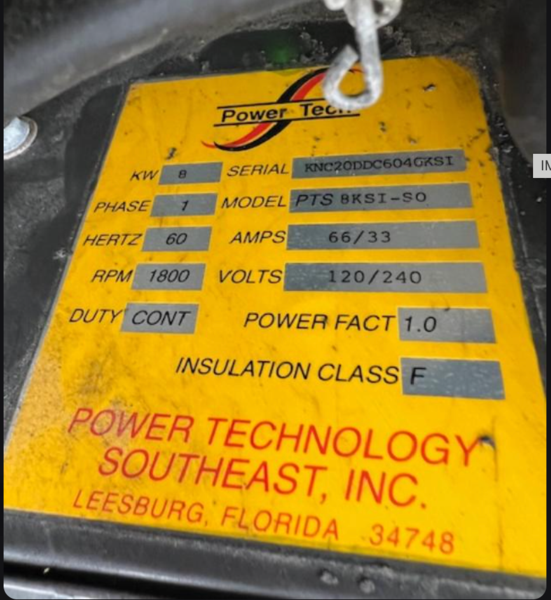 Power Tech
KW 8 SERIAL KNC20DDC604GKSI
PHASE 1 MODEL PTS 8KSI-SO
HERTZ 60 AMPS 66/33
RPM 1800 VOLTS 120/240
DUTY CONT POWER FACT 1.0
INSULATION CLASS F
POWER TECHNOLOGY
SOUTHEAST, INC.
LEESBURG, FLORIDA 34748